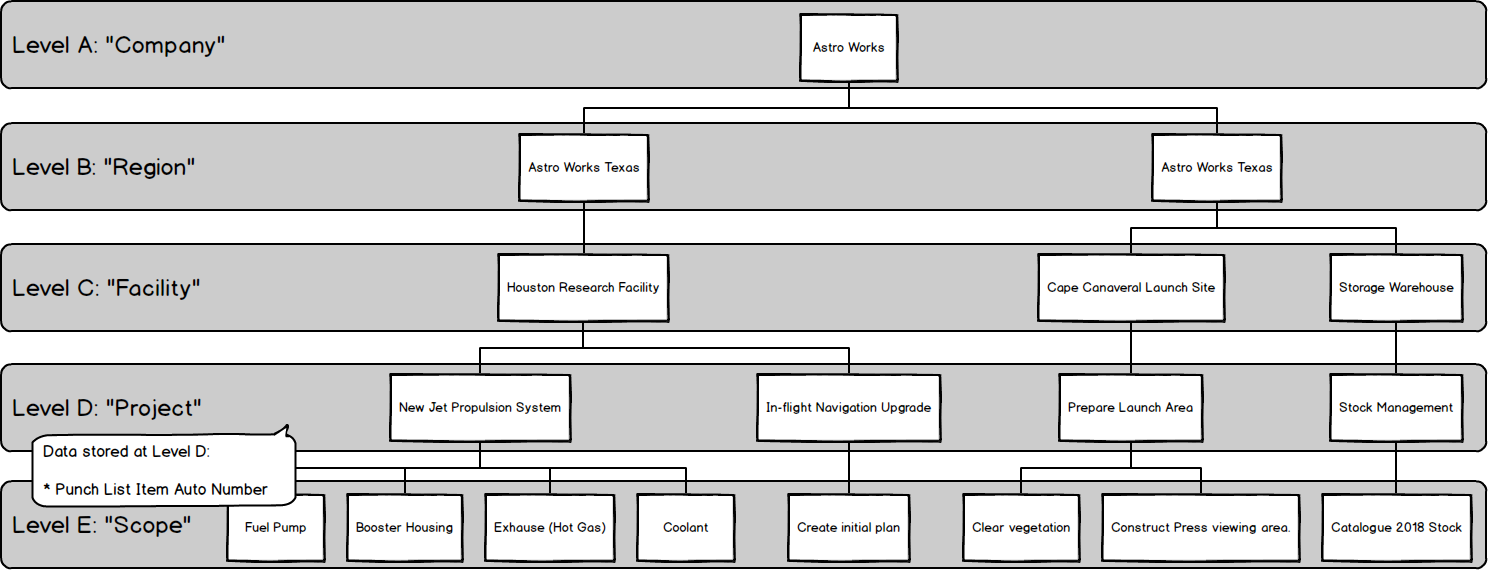 Level A: "Company"
Astro Works
Level B: "Region"
Astro Works Texas
Astro Works Texas
Level C: "Facility"
Houston Research Facility
Cape Canaveral Launch Site
Storage Warehouse
Level D: "Project"
New Jet Propulsion System
In-flight Navigation Upgrade
Prepare Launch Area
Stock Management
Data stored at Level D:
* Punch List Item Auto Number
Level E: "Scope"
Fuel Pump
Booster Housing
Exhause (Hot Gas)
Coolant
Create initial plan
Clear vegetation
Construct Press viewing area.
Catalogue 2018 Stock